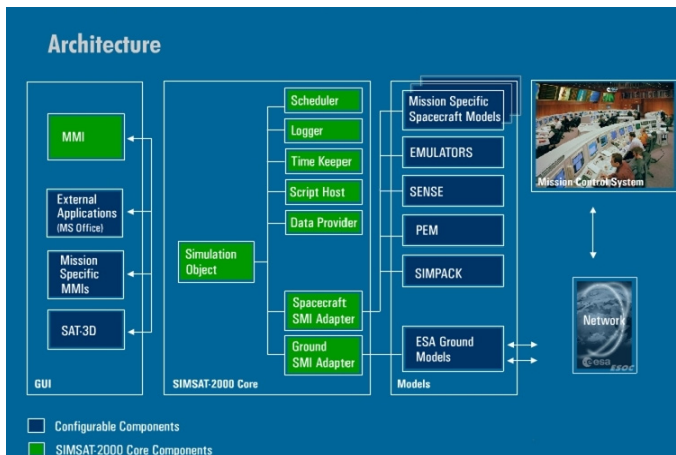 Architecture
MMI
External
Applications
(MS Office)
Mission
Specific
MMIs
SAT-3D
GUI
Simulation
Object
Scheduler
Logger
Time Keeper
Script Host
Data Provider
Spacecraft
SMI Adapter
Ground
SMI Adapter
SIMSAT-2000 Core
Mission Specific
Spacecraft Models
EMULATORS
SENSE
PEM
SIMPACK
ESA Ground
Models
Models
Mission Control System
Network
esa
ESOC
Configurable Components
SIMSAT-2000 Core Components